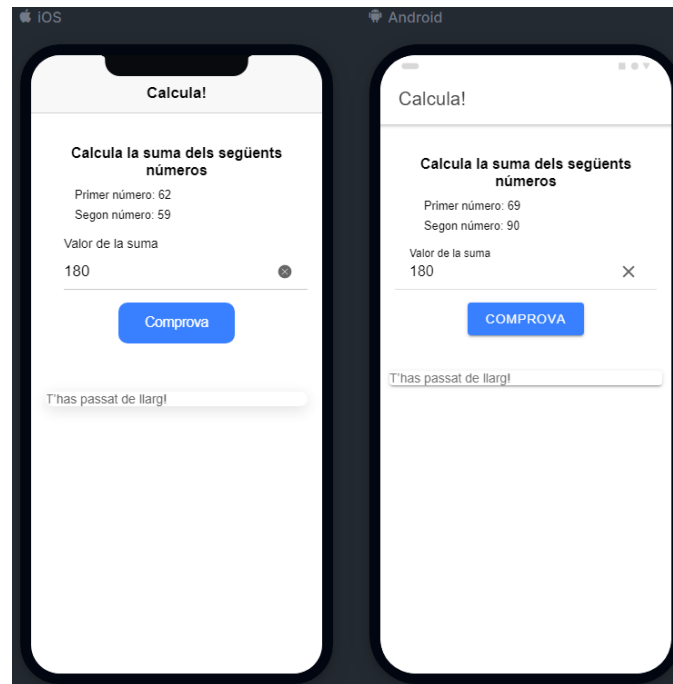 iOS
Calcula!
Calcula la suma dels següents
números
Primer número: 62
Segon número: 59
Valor de la suma
180
Comprova
T'has passat de llarg!
Android
Calcula!
Calcula la suma dels següents
números
Primer número: 69
Segon número: 90
Valor de la suma
180
COMPROVA
T'has passat de llarg!